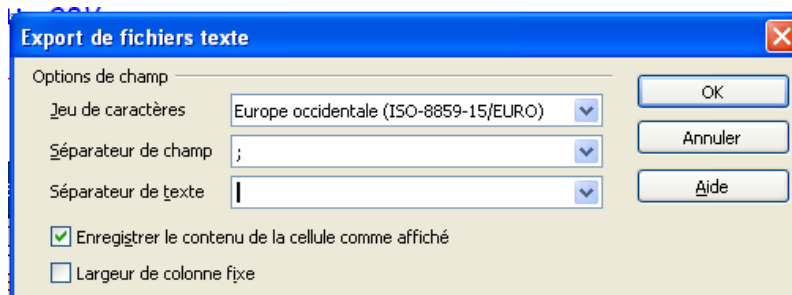 Export de fichiers texte
Options de champ
Jeu de caractères Europe occidentale (ISO-8859-15/EURO)
Séparateur de champ ;
Séparateur de texte
Enregistrer le contenu de la cellule comme affiché
Largeur de colonne fixe
OK
Annuler
Aide